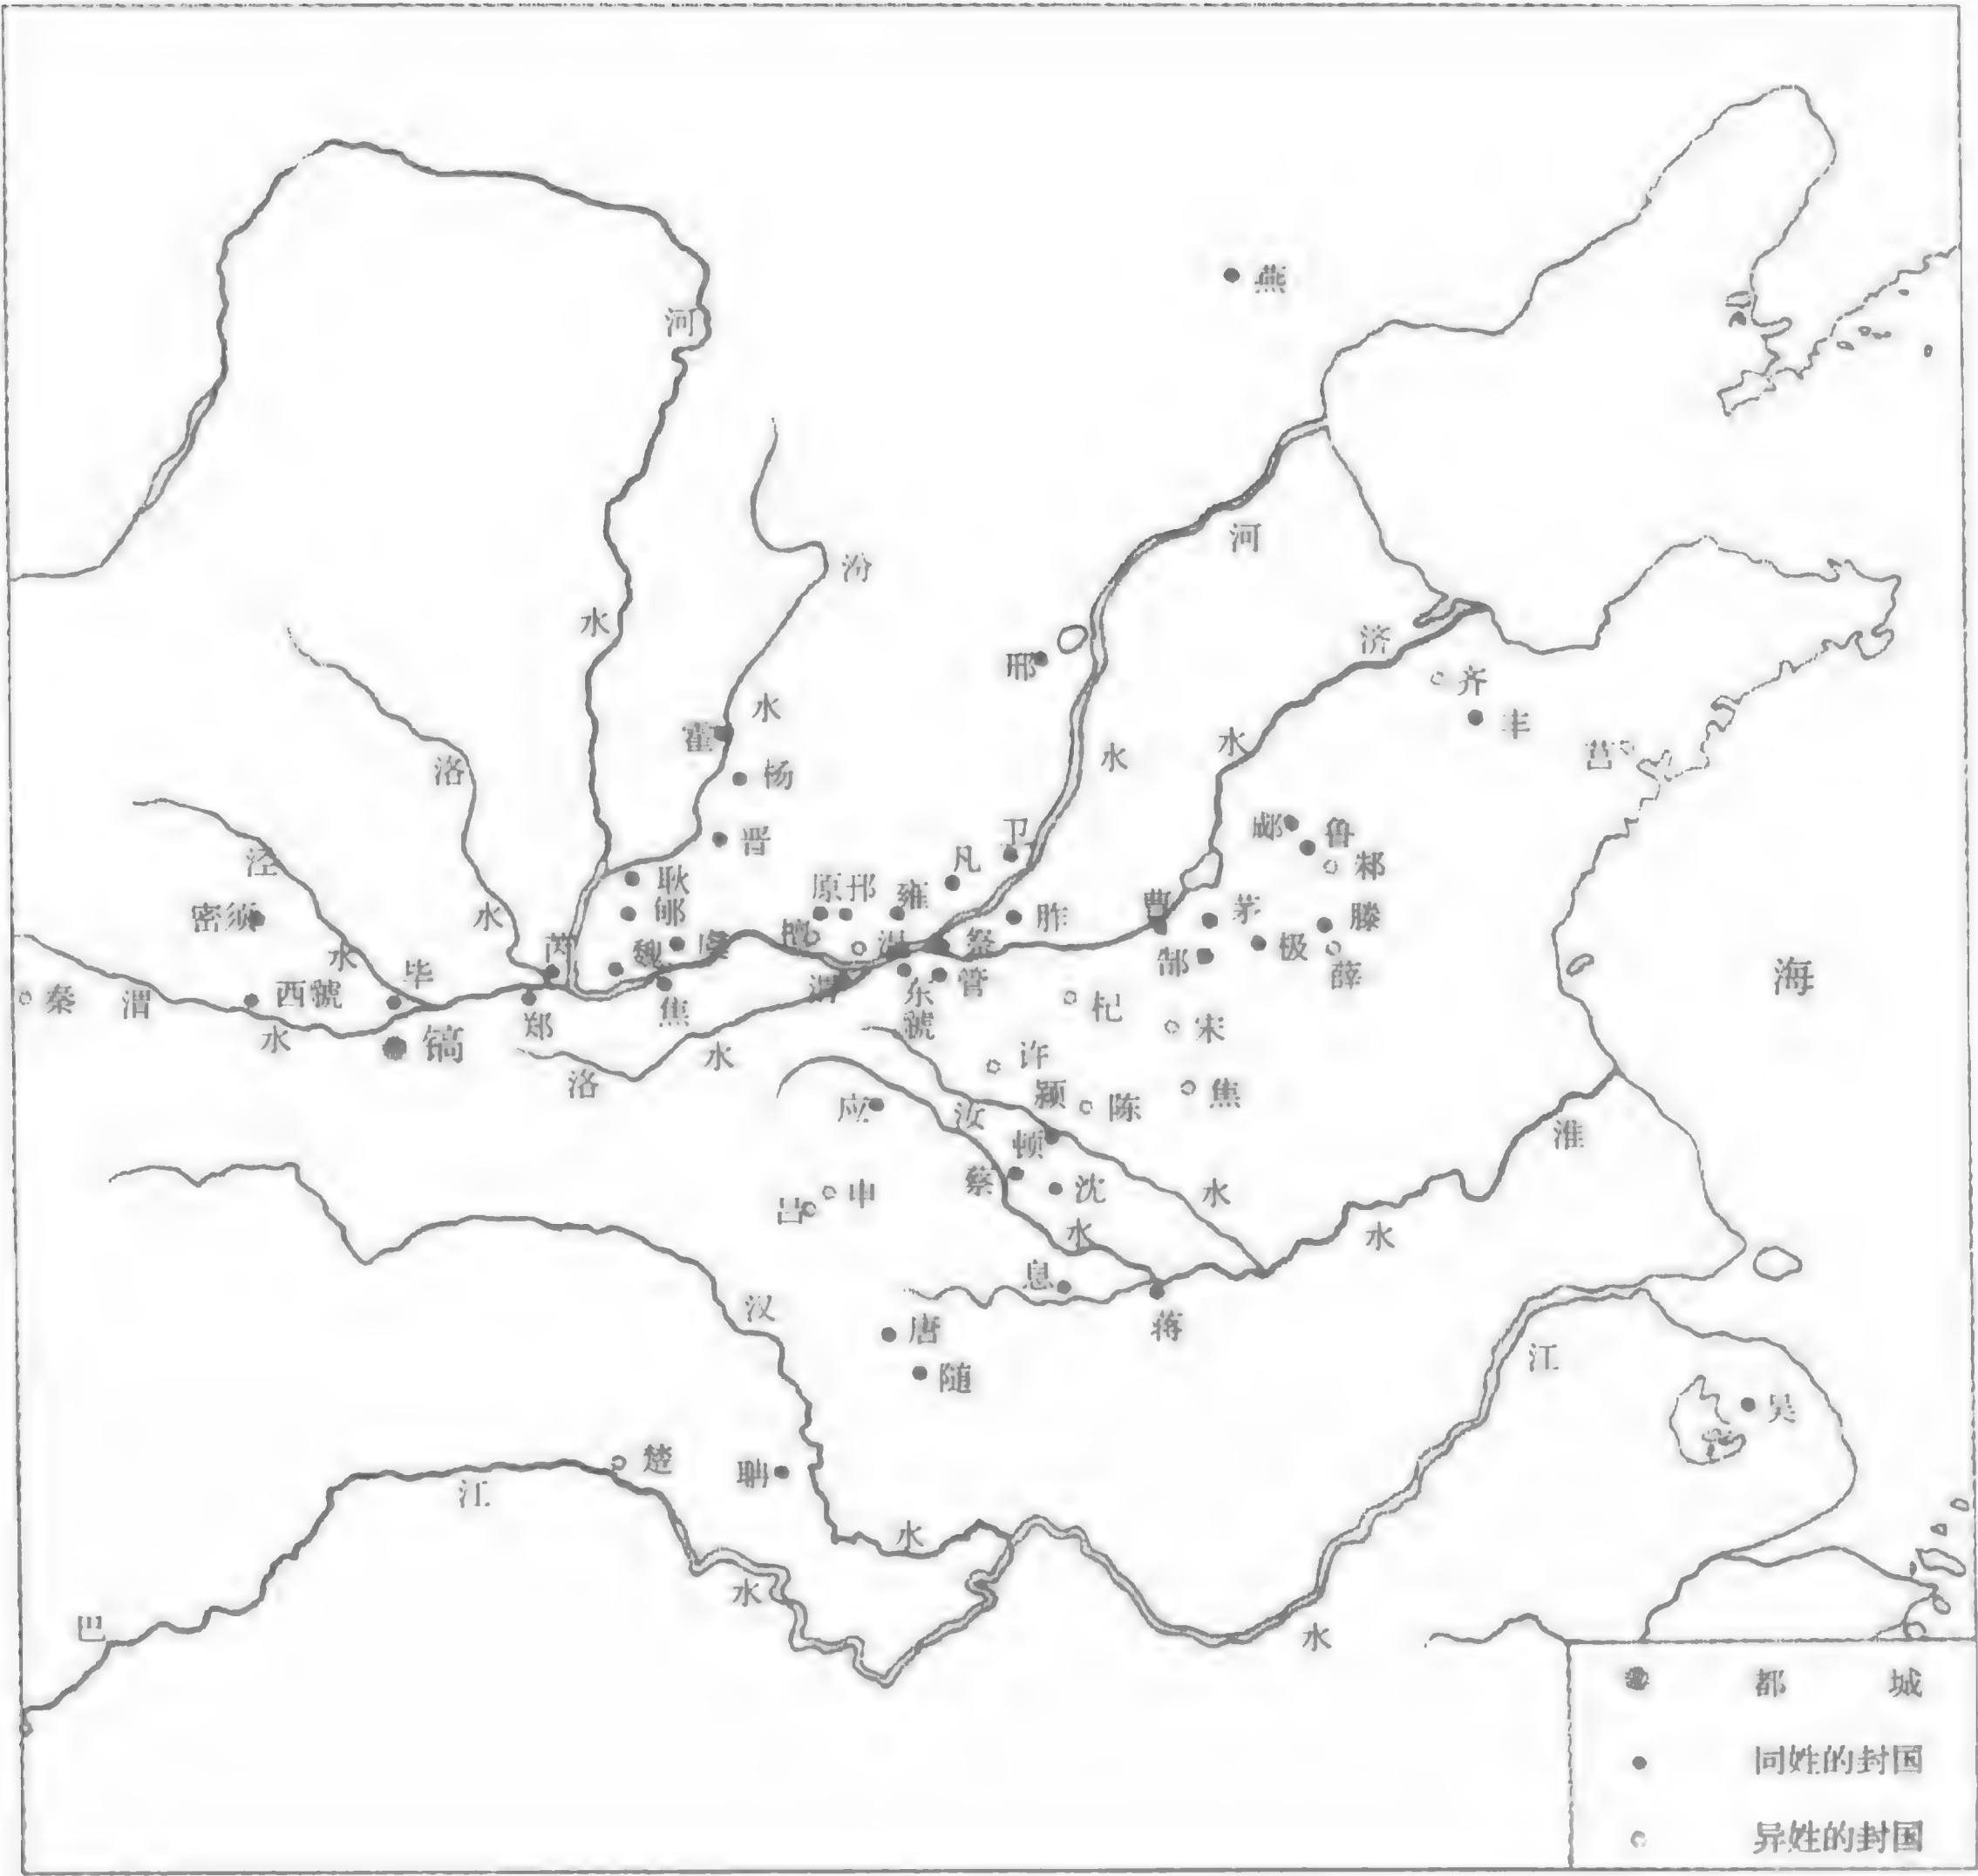 燕
河
河
汾
水
济
邢
齐
水
丰
霍
水
水
莒
洛
杨
鲁
晋
卫
泾
凡
邾
耿
原
邘
雍
曹
茅
密须
水
郇
胙
滕
芮
魏
虞
檀
温
祭
极
郜
薛
水
毕
海
秦
渭
西虢
管
东虢
杞
郑
焦
宋
水
镐
水
许
洛
颍
陈
焦
应
汝
淮
顿
蔡
沈
水
申
吕
水
水
息
汉
蒋
唐
江
随
吴
楚
聃
江
水
水
巴
水
都 城
同姓的封国
异姓的封国